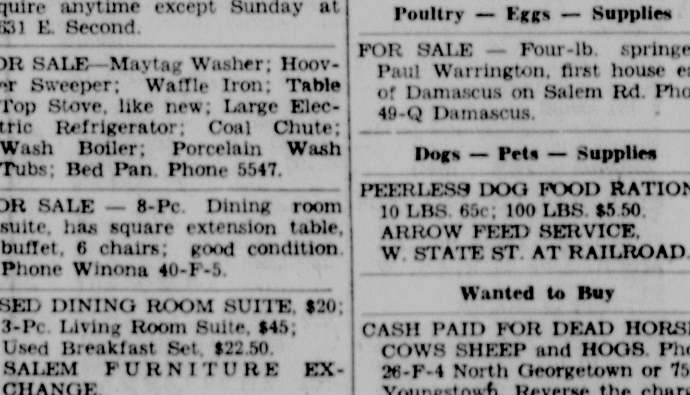 quire anytime except Sunday at
631 E. Second.
OR SALE—Maytag Washer; Hoov-
er Sweeper; Waffle Iron; Table
Top Stove, like new; Large Elec-
tric Refrigerator; Coal Chute;
Wash Boiler; Porcelain Wash
Tubs; Bed Pan. Phone 5547.
OR SALE — 8-Pc. Dining room
suite, has square extension table,
buffet, 6 chairs; good condition.
Phone Winona 40-F-5.
SED DINING ROOM SUITE, $20;
3-Pc. Living Room Suite, $45;
Used Breakfast Set, $22.50.
SALEM FURNITURE EX-
CHANGE.
Poultry — Eggs — Supplies
FOR SALE — Four-lb. springe
Paul Warrington, first house ea
of Damascus on Salem Rd. Pho
49-Q Damascus.
Dogs — Pets — Supplies
PEERLESS DOG FOOD RATION
10 LBS. 65c; 100 LBS. $5.50.
ARROW FEED SERVICE,
W. STATE ST. AT RAILROAD.
Wanted to Buy
CASH PAID FOR DEAD HORSE
COWS SHEEP and HOGS. Pho
26-F-4 North Georgetown or 75
Youngstown. Reverse the char